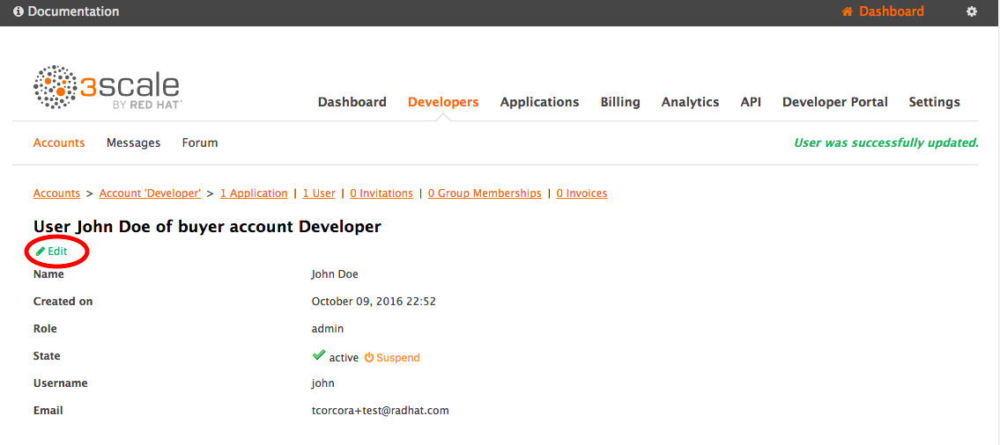 Documentation Dashboard
3scale
BY RED HAT
Dashboard Developers Applications Billing Analytics API Developer Portal Settings
Accounts Messages Forum User was successfully updated.
Accounts > Account 'Developer' > 1 Application | 1 User | 0 Invitations | 0 Group Memberships | 0 Invoices
User John Doe of buyer account Developer
Edit
Name John Doe
Created on October 09, 2016 22:52
Role admin
State active Suspend
Username john
Email tcorcora+test@radhat.com